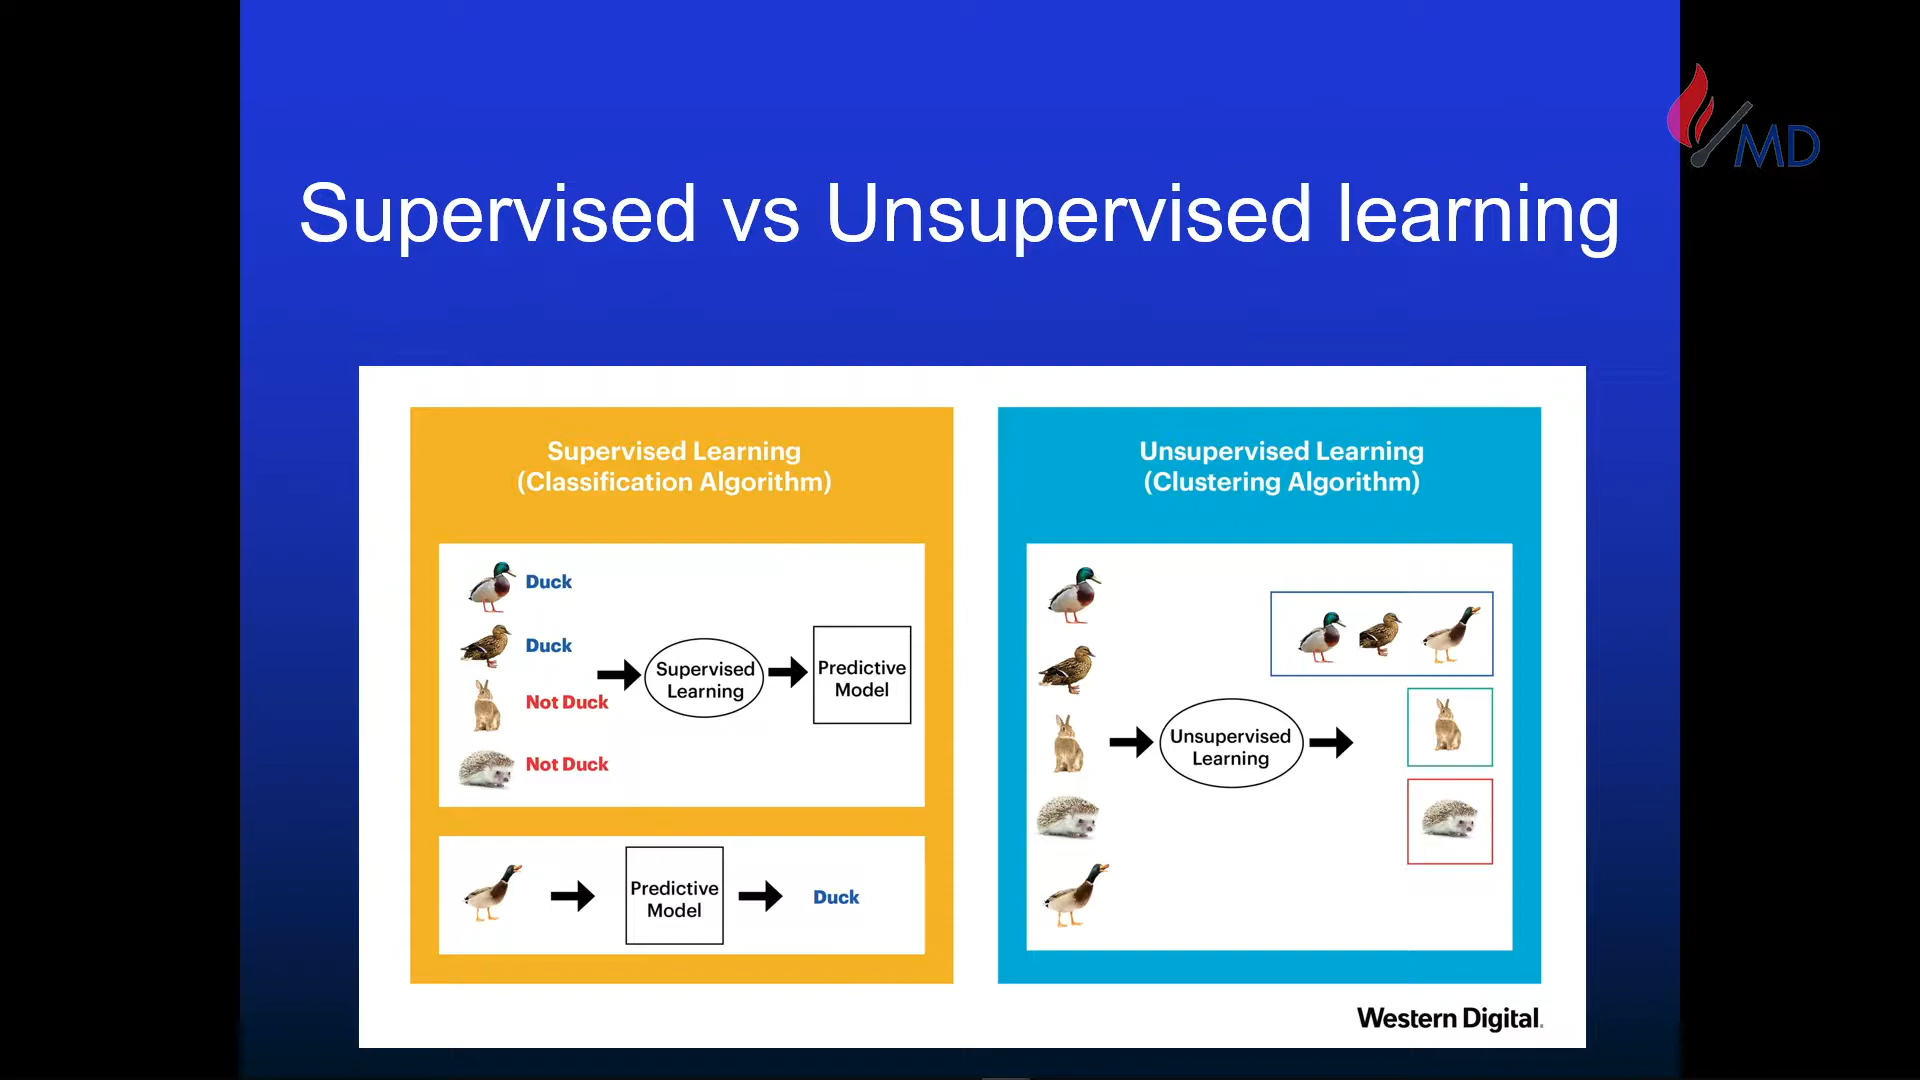 MD
Supervised vs Unsupervised learning
Supervised Learning
(Classification Algorithm)
Duck
Duck
Not Duck
Not Duck
Supervised
Learning
Predictive
Model
Predictive
Model
Duck
Unsupervised Learning
(Clustering Algorithm)
Unsupervised
Learning
Western Digital.